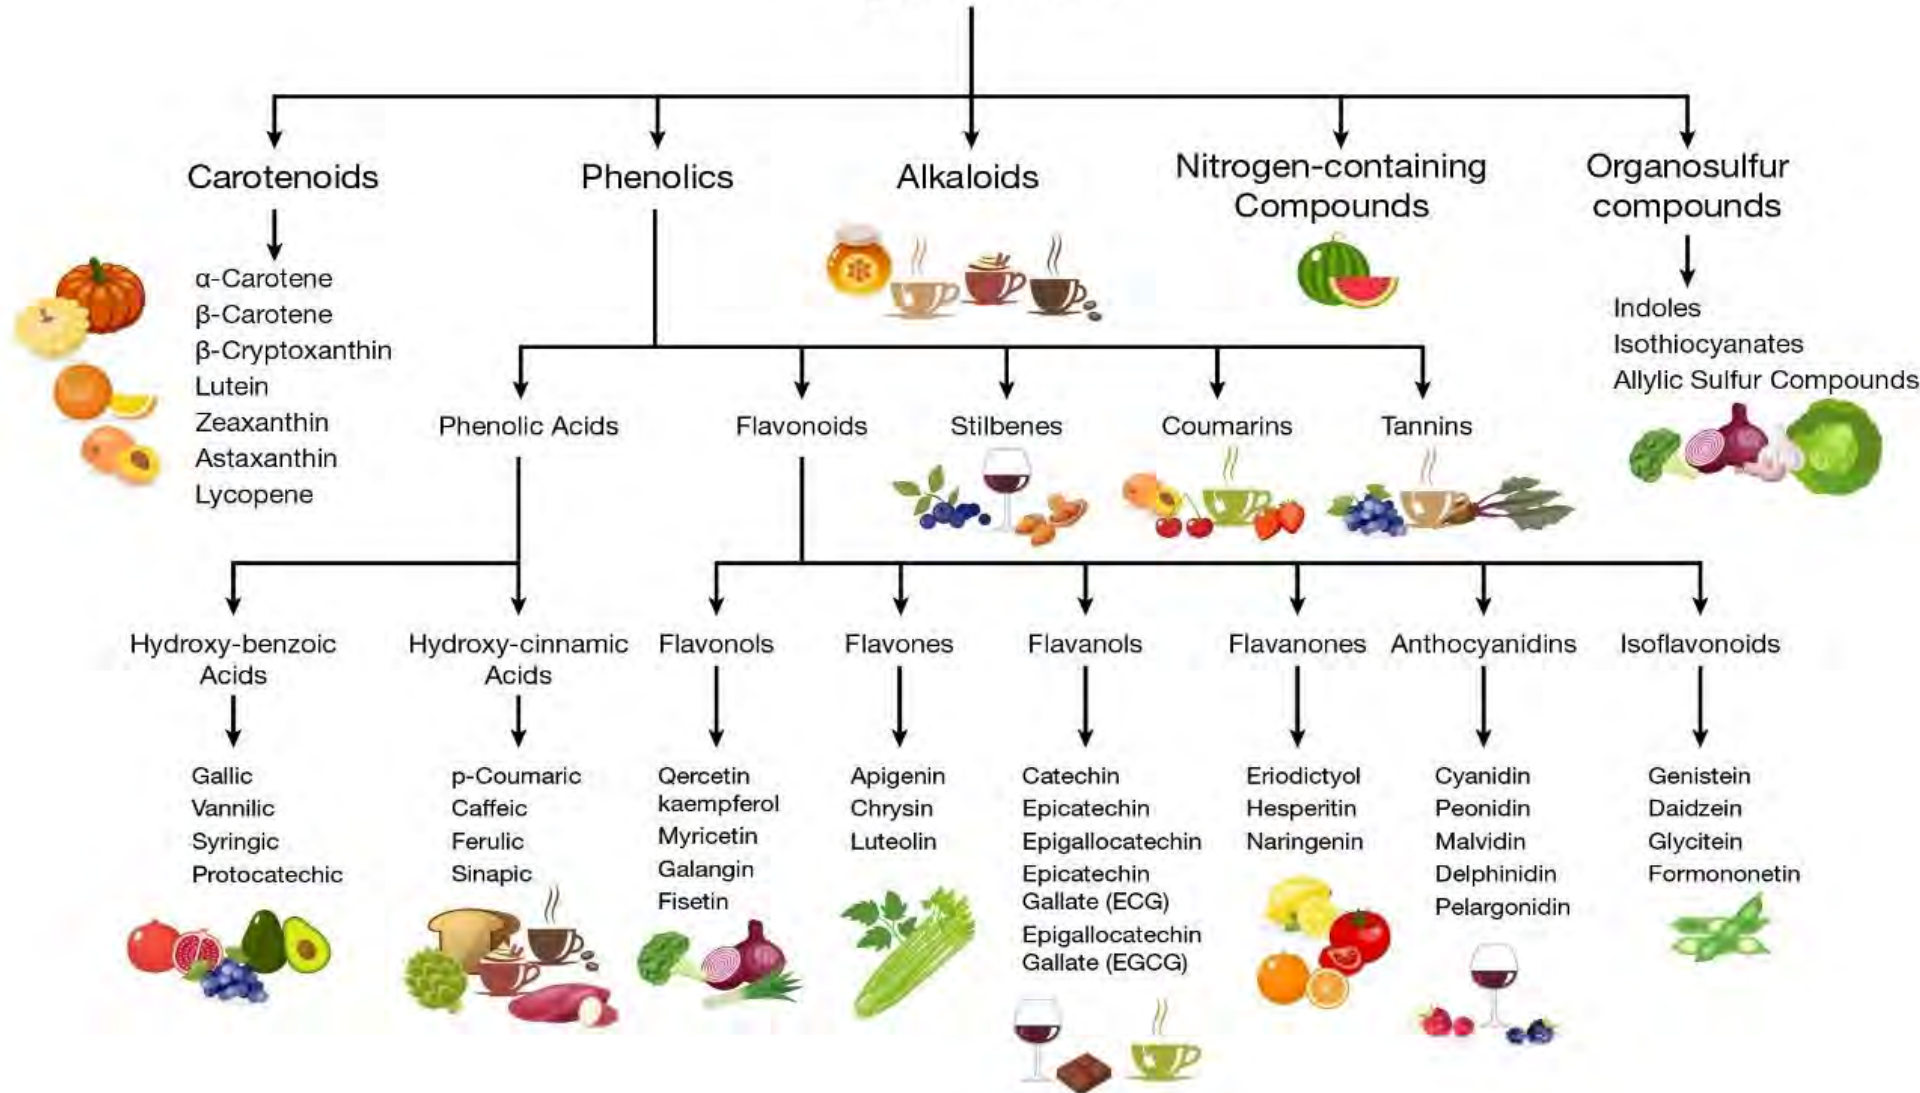 Carotenoids
Phenolics
Alkaloids
Nitrogen-containing
Compounds
Organosulfur
compounds
α-Carotene
β-Carotene
β-Cryptoxanthin
Lutein
Zeaxanthin
Astaxanthin
Lycopene
Indoles
Isothiocyanates
Allylic Sulfur Compounds
Phenolic Acids
Flavonoids
Stilbenes
Coumarins
Tannins
Hydroxy-benzoic
Acids
Hydroxy-cinnamic
Acids
Flavonols
Flavones
Flavanols
Flavanones
Anthocyanidins
Isoflavonoids
Gallic
Vannilic
Syringic
Protocatechic
p-Coumaric
Caffeic
Ferulic
Sinapic
Qercetin
kaempferol
Myricetin
Galangin
Fisetin
Apigenin
Chrysin
Luteolin
Catechin
Epicatechin
Epigallocatechin
Epicatechin
Gallate (ECG)
Epigallocatechin
Gallate (EGCG)
Eriodictyol
Hesperitin
Naringenin
Cyanidin
Peonidin
Malvidin
Delphinidin
Pelargonidin
Genistein
Daidzein
Glycitein
Formononetin